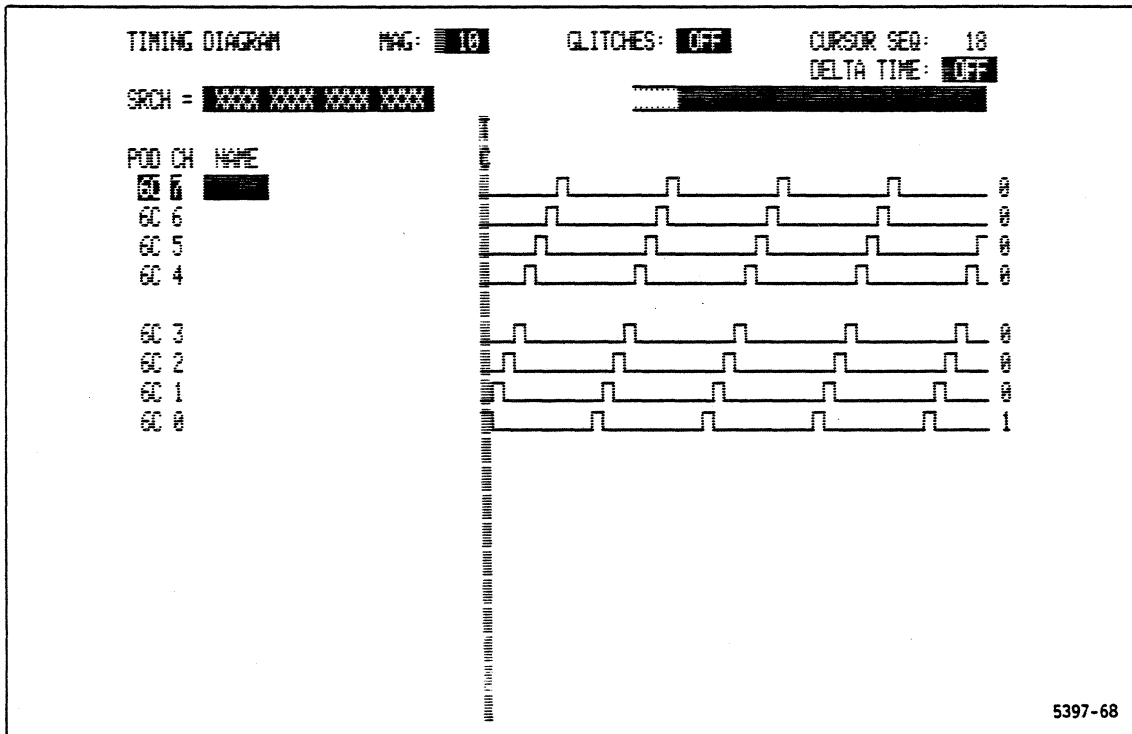 TIMING DIAGRAM MAG: 10 GLITCHES: OFF CURSOR SEQ: 18
DELTA TIME: OFF
SRCH = XXXX XXXX XXXX XXXX
T
C
POD CH NAME
6C 7 0
6C 6 0
6C 5 0
6C 4 0
6C 3 0
6C 2 0
6C 1 0
6C 0 1
5397-68